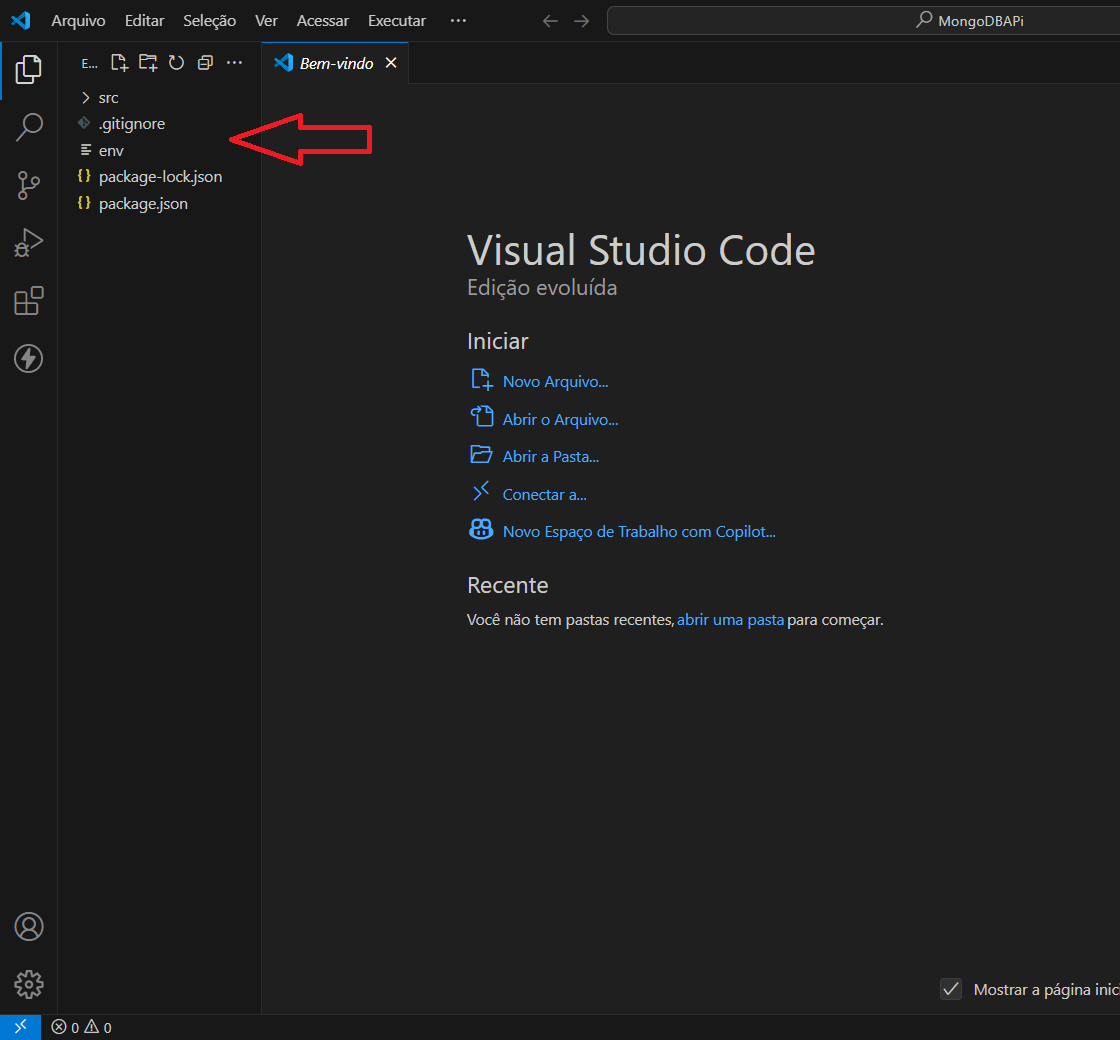 Arquivo Editar Seleção Ver Acessar Executar ··· MongoDBAPi
E... ···
Bem-vindo
src
.gitignore
env
package-lock.json
package.json
Visual Studio Code
Edição evoluída
Iniciar
Novo Arquivo...
Abrir o Arquivo...
Abrir a Pasta...
Conectar a...
Novo Espaço de Trabalho com Copilot...
Recente
Você não tem pastas recentes, abrir uma pasta para começar.
Mostrar a página inici
0 0